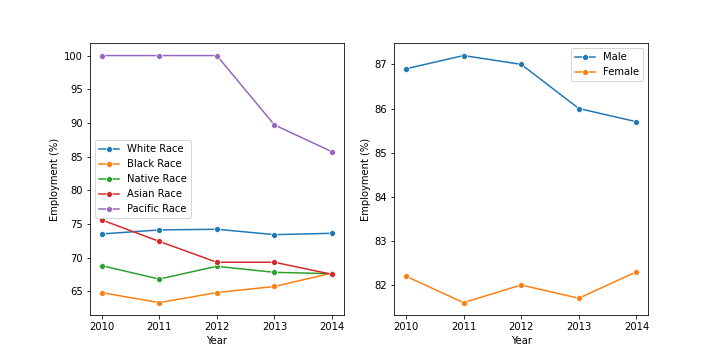 100
95
90
85
80
75
70
65
Employment (%)
2010 2011 2012 2013 2014
Year
White Race
Black Race
Native Race
Asian Race
Pacific Race
87
86
85
84
83
82
Employment (%)
2010 2011 2012 2013 2014
Year
Male
Female